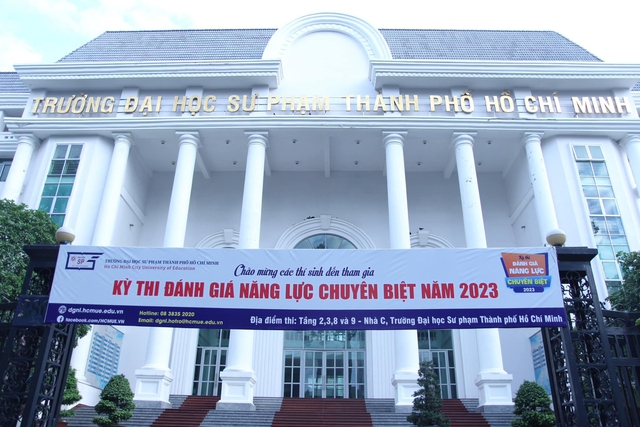 TRƯỜNG ĐẠI HỌC SƯ PHẠM THÀNH PHỐ HỒ CHÍ MINH
TRƯỜNG ĐẠI HỌC SƯ PHẠM THÀNH PHỐ HỒ CHÍ MINH
Ho Chi Minh City University of Education
Chào mừng các thí sinh đến tham gia
KỲ THI ĐÁNH GIÁ NĂNG LỰC CHUYÊN BIỆT NĂM 2023
ĐÁNH GIÁ
NĂNG LỰC
CHUYÊN BIỆT
2023
dgnl.hcmue.edu.vn
facebook.com/HCMUE.VN
Hotline: 08 3835 2020
Email: dgnl.hotro@hcmue.edu.vn
Địa điểm thi: Tầng 2,3,8 và 9 - Nhà C, Trường Đại học Sư phạm Thành phố Hồ Chí Minh